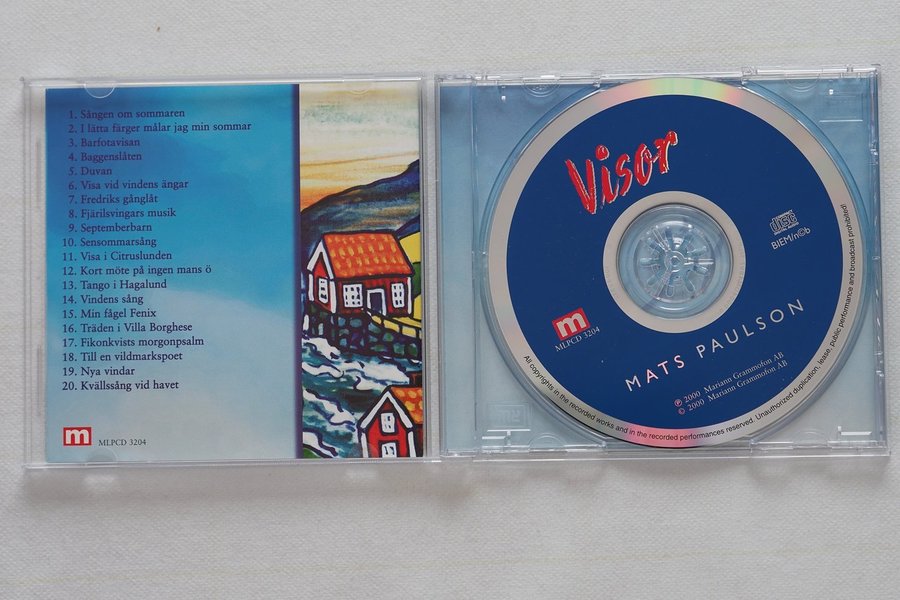 1. Sången om sommaren
2. I lätta färger målar jag min sommar
3. Barfotavisan
4. Baggenslåten
5. Duvan
6. Visa vid vindens ängar
7. Fredriks gånglåt
8. Fjärilsvingars musik
9. Septemberbarn
10. Sensommarsång
11. Visa i Citruslunden
12. Kort möte på ingen mans ö
13. Tango i Hagalund
14. Vindens sång
15. Min fågel Fenix
16. Träden i Villa Borghese
17. Fikonkvists morgonpsalm
18. Till en vildmarkspoet
19. Nya vindar
20. Kvällssång vid havet
m MLPCD 3204
Visor
COMPACT
disc
DIGITAL AUDIO
BIEM/n©b
m
MLPCD 3204
MATS PAULSON
℗ 2000 Mariann Grammofon AB
© 2000 Mariann Grammofon AB
All copyrights in the recorded works and in the recorded performances reserved. Unauthorized duplication, lease, public performance and broadcast prohibited!